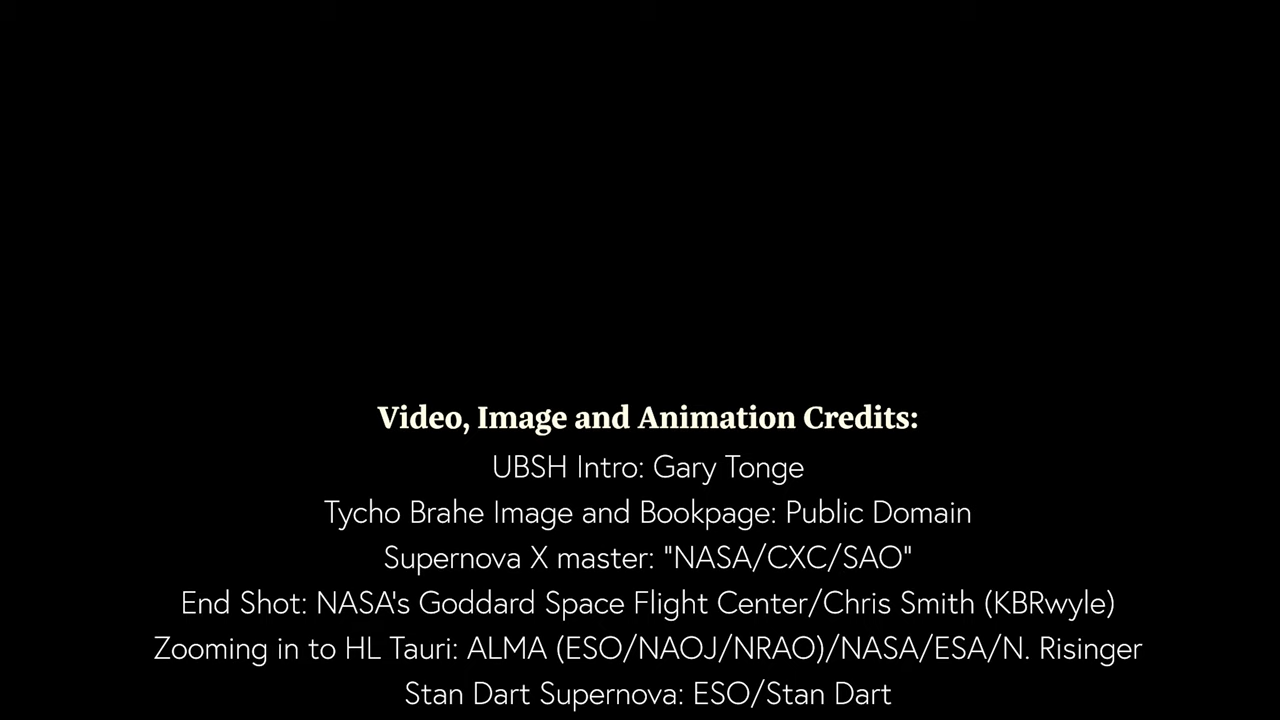 Video, Image and Animation Credits:
UBSH Intro: Gary Tonge
Tycho Brahe Image and Bookpage: Public Domain
Supernova X master: "NASA/CXC/SAO"
End Shot: NASA's Goddard Space Flight Center/Chris Smith (KBRwyle)
Zooming in to HL Tauri: ALMA (ESO/NAOJ/NRAO)/NASA/ESA/N. Risinger
Stan Dart Supernova: ESO/Stan Dart